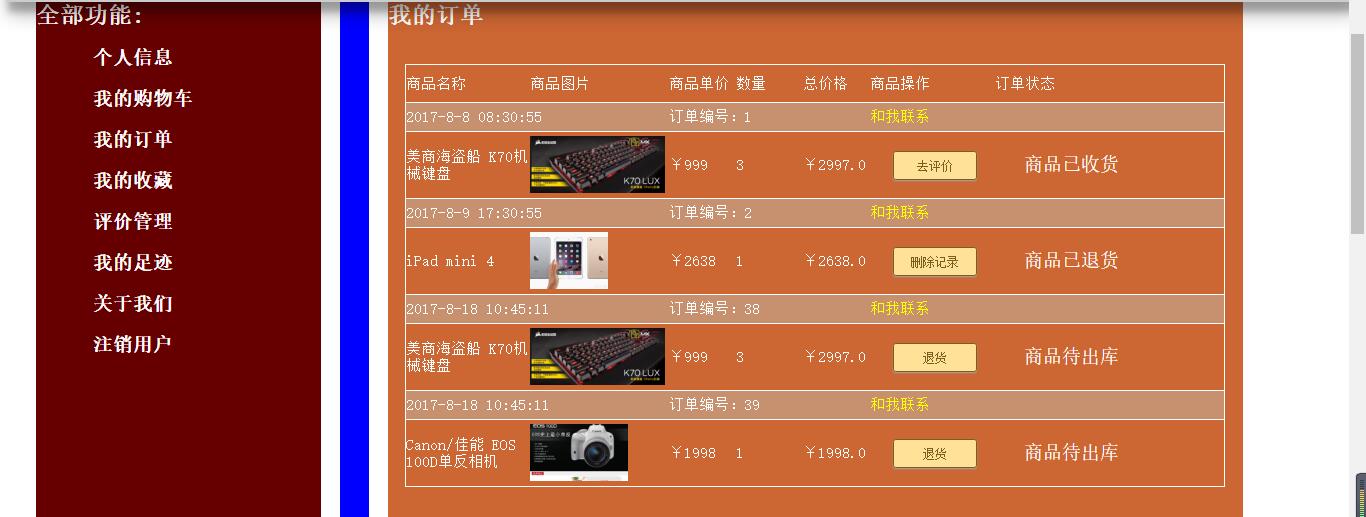 全部功能:
个人信息
我的购物车
我的订单
我的收藏
评价管理
我的足迹
关于我们
注销用户
我的订单
商品名称 商品图片 商品单价 数量 总价格 商品操作 订单状态
2017-8-8 08:30:55 订单编号：1 和我联系
美商海盗船 K70机
械键盘
K70 LUX
￥999 3 ￥2997.0 去评价 商品已收货
2017-8-9 17:30:55 订单编号：2 和我联系
iPad mini 4 ￥2638 1 ￥2638.0 删除记录 商品已退货
2017-8-18 10:45:11 订单编号：38 和我联系
美商海盗船 K70机
械键盘
K70 LUX
￥999 3 ￥2997.0 退货 商品待出库
2017-8-18 10:45:11 订单编号：39 和我联系
Canon/佳能 EOS
100D单反相机
EOS 100D
￥1998 1 ￥1998.0 退货 商品待出库